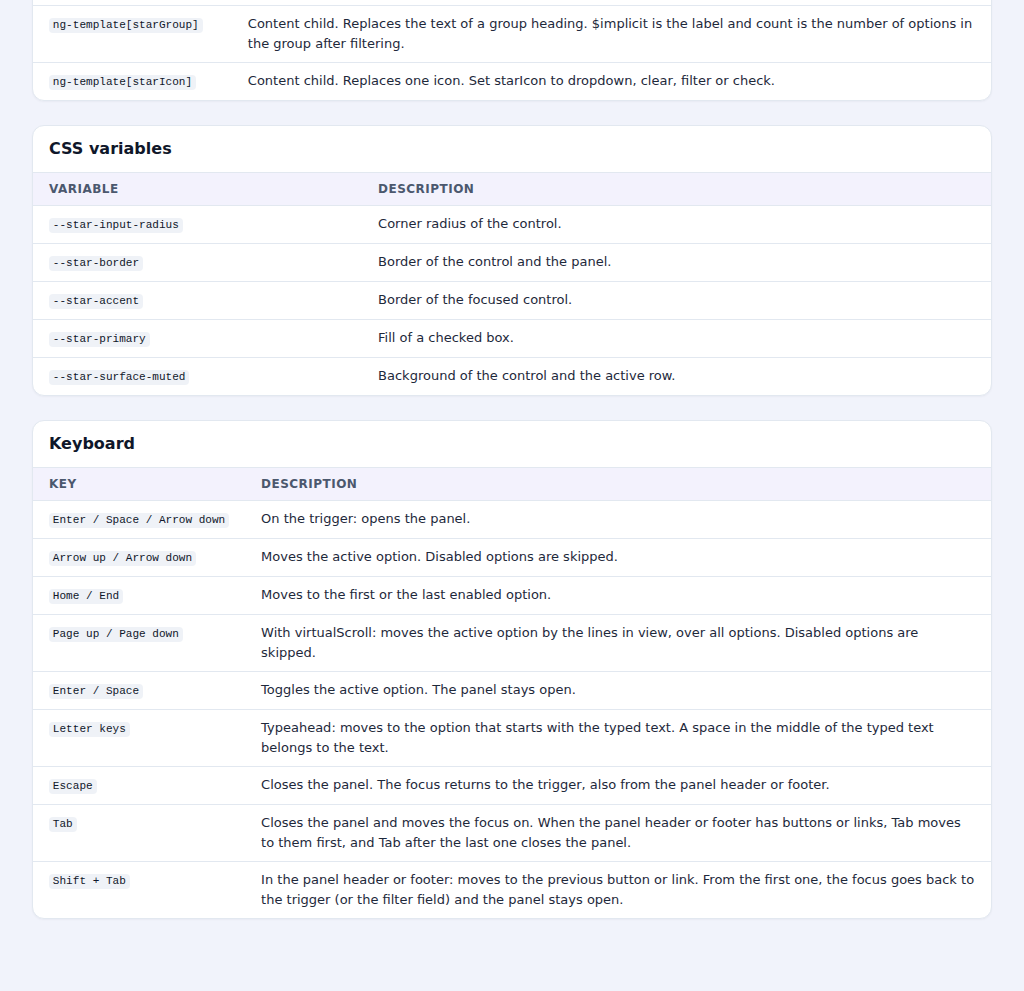 ng-template[starGroup] Content child. Replaces the text of a group heading. $implicit is the label and count is the number of options in
the group after filtering.
ng-template[starIcon] Content child. Replaces one icon. Set starIcon to dropdown, clear, filter or check.
CSS variables
VARIABLE DESCRIPTION
--star-input-radius Corner radius of the control.
--star-border Border of the control and the panel.
--star-accent Border of the focused control.
--star-primary Fill of a checked box.
--star-surface-muted Background of the control and the active row.
Keyboard
KEY DESCRIPTION
Enter / Space / Arrow down On the trigger: opens the panel.
Arrow up / Arrow down Moves the active option. Disabled options are skipped.
Home / End Moves to the first or the last enabled option.
Page up / Page down With virtualScroll: moves the active option by the lines in view, over all options. Disabled options are
skipped.
Enter / Space Toggles the active option. The panel stays open.
Letter keys Typeahead: moves to the option that starts with the typed text. A space in the middle of the typed text
belongs to the text.
Escape Closes the panel. The focus returns to the trigger, also from the panel header or footer.
Tab Closes the panel and moves the focus on. When the panel header or footer has buttons or links, Tab moves
to them first, and Tab after the last one closes the panel.
Shift + Tab In the panel header or footer: moves to the previous button or link. From the first one, the focus goes back to
the trigger (or the filter field) and the panel stays open.